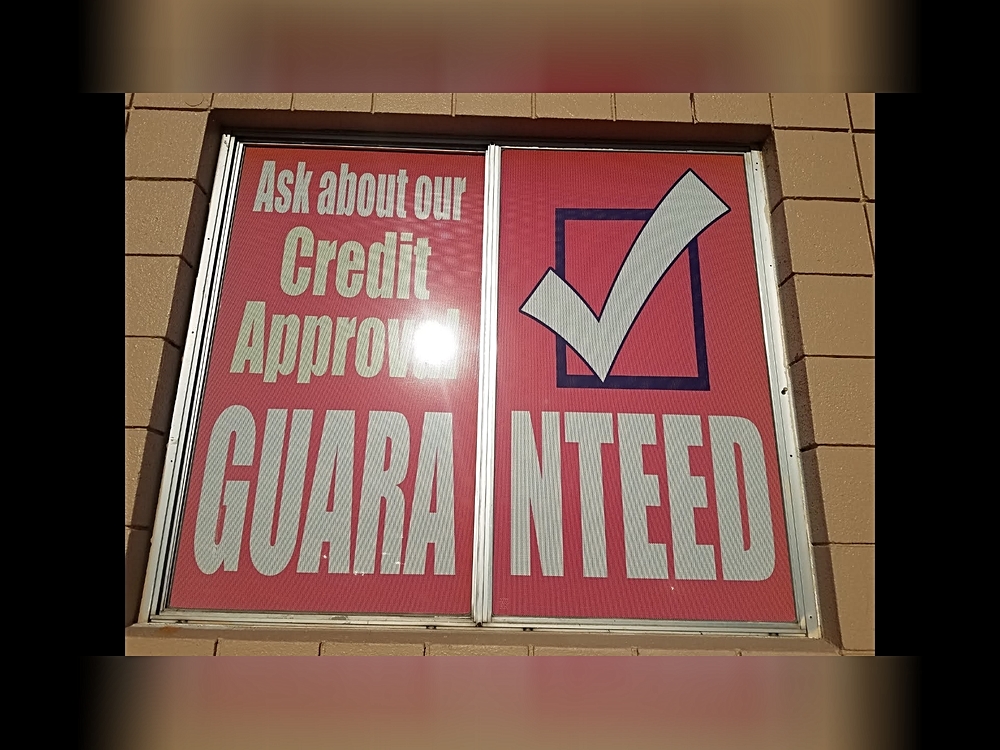 Ask about our
Credit
Approval
GUARANTEED